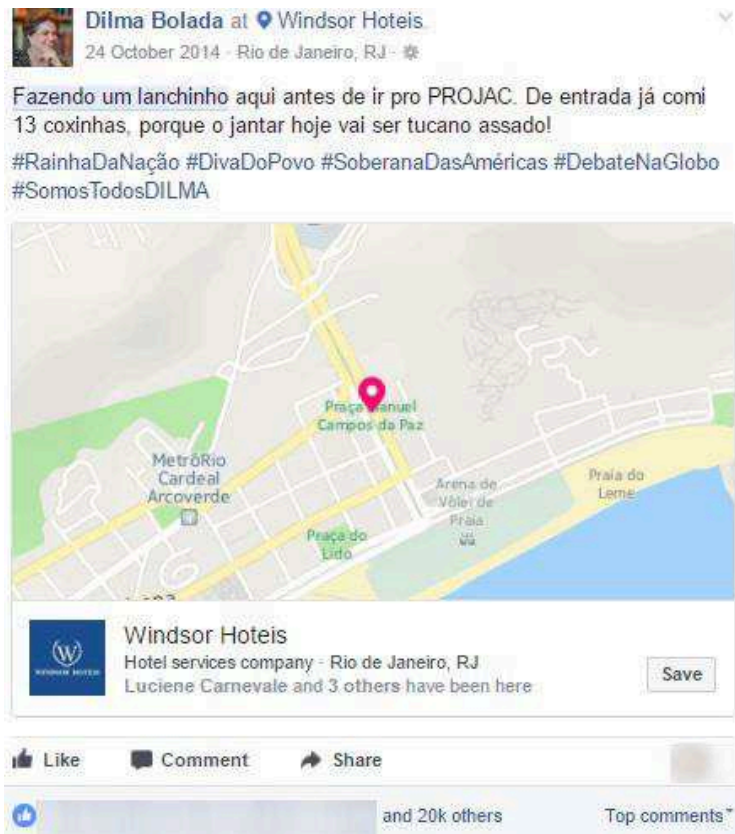 Dilma Bolada at Windsor Hoteis.
24 October 2014 · Rio de Janeiro, RJ ·
Fazendo um lanchinho aqui antes de ir pro PROJAC. De entrada já comi
13 coxinhas, porque o jantar hoje vai ser tucano assado!
#RainhaDaNação #DivaDoPovo #SoberanaDasAméricas #DebateNaGlobo
#SomosTodosDILMA
Praça Manuel
Campos da Paz
MetrôRio
Cardeal
Arcoverde
Arena de
Vôlei de
Praia
Praia do
Leme
Praça do
Lido
Windsor Hoteis
Hotel services company · Rio de Janeiro, RJ
Luciene Carnevale and 3 others have been here
W
WINDSOR HOTEIS
Save
Like Comment Share
and 20k others Top comments